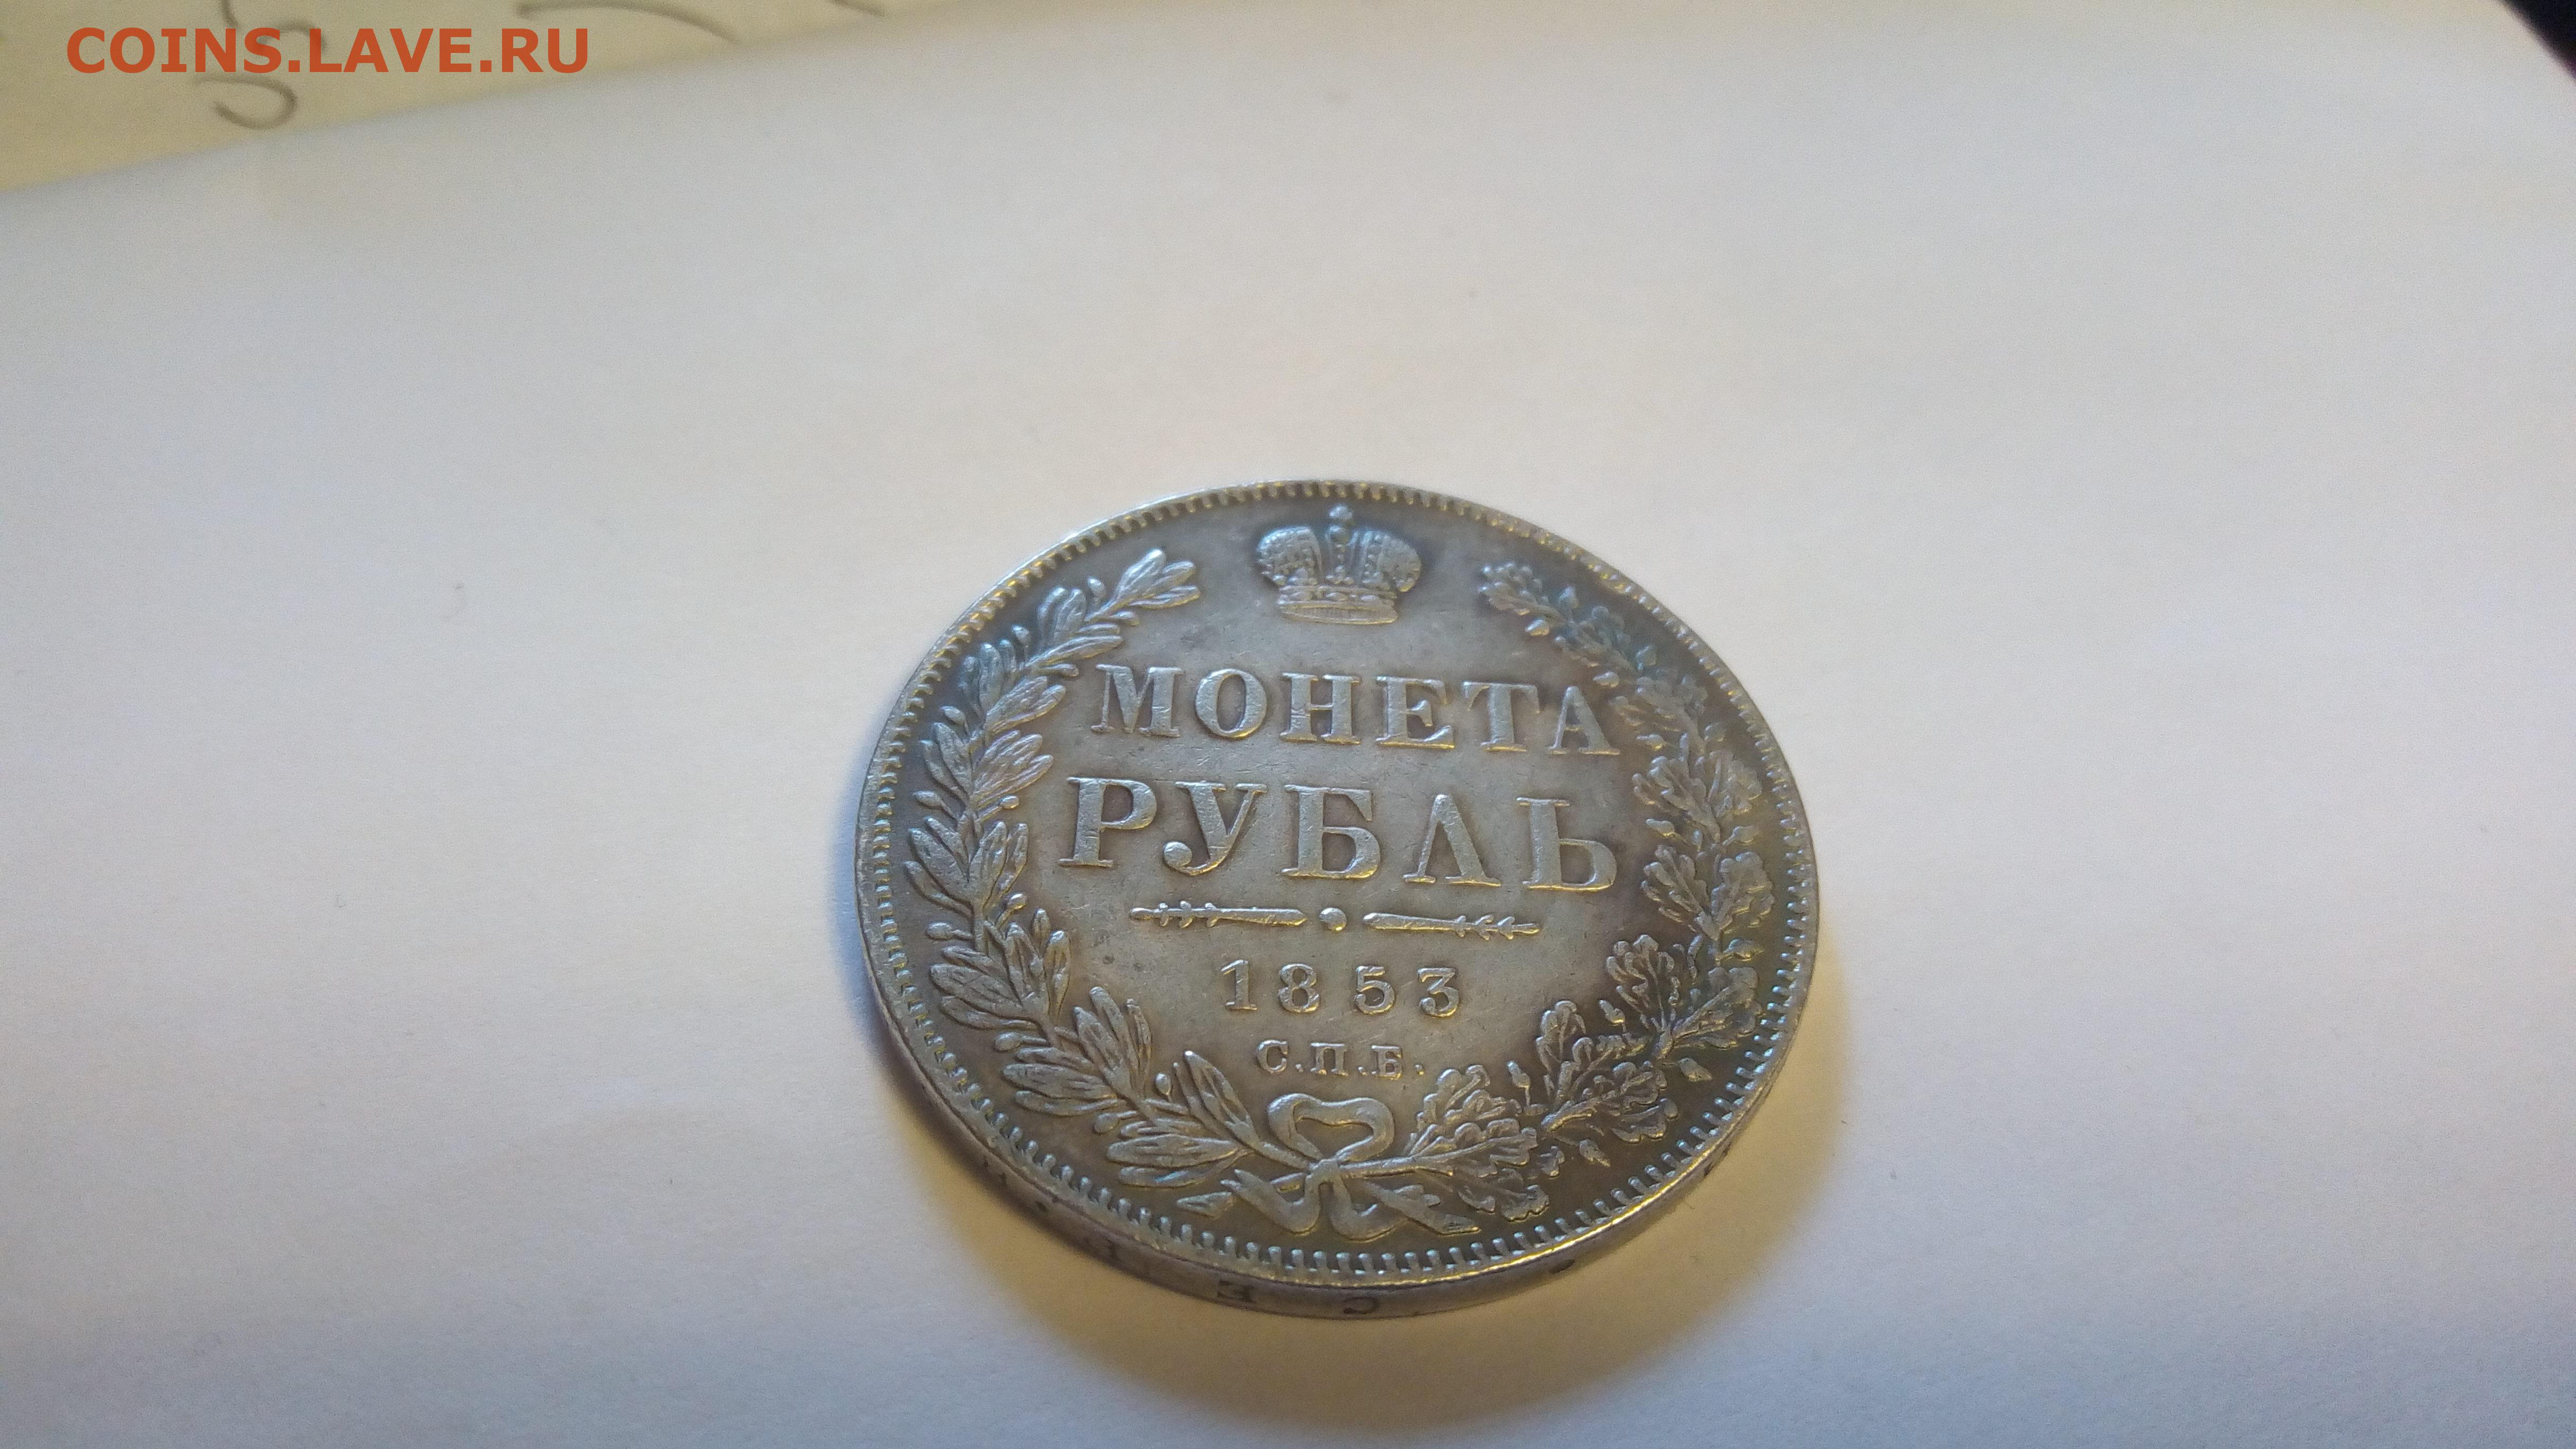 COINS.LAVE.RU
МОНЕТА
РУБЛЬ
1853
С.П.Б.